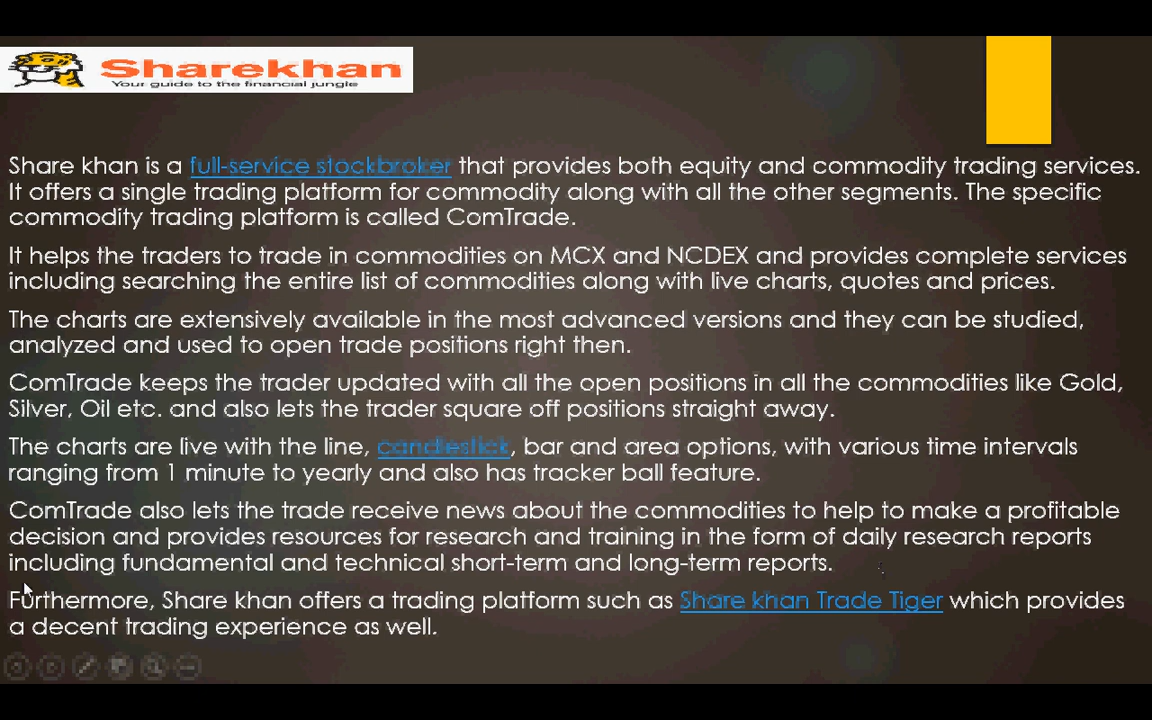 Sharekhan
Your guide to the financial jungle
Share khan is a full-service stockbroker that provides both equity and commodity trading services.
It offers a single trading platform for commodity along with all the other segments. The specific
commodity trading platform is called ComTrade.
It helps the traders to trade in commodities on MCX and NCDEX and provides complete services
including searching the entire list of commodities along with live charts, quotes and prices.
The charts are extensively available in the most advanced versions and they can be studied,
analyzed and used to open trade positions right then.
ComTrade keeps the trader updated with all the open positions in all the commodities like Gold,
Silver, Oil etc. and also lets the trader square off positions straight away.
The charts are live with the line, candlestick, bar and area options, with various time intervals
ranging from 1 minute to yearly and also has tracker ball feature.
ComTrade also lets the trade receive news about the commodities to help to make a profitable
decision and provides resources for research and training in the form of daily research reports
including fundamental and technical short-term and long-term reports.
Furthermore, Share khan offers a trading platform such as Share khan Trade Tiger which provides
a decent trading experience as well.